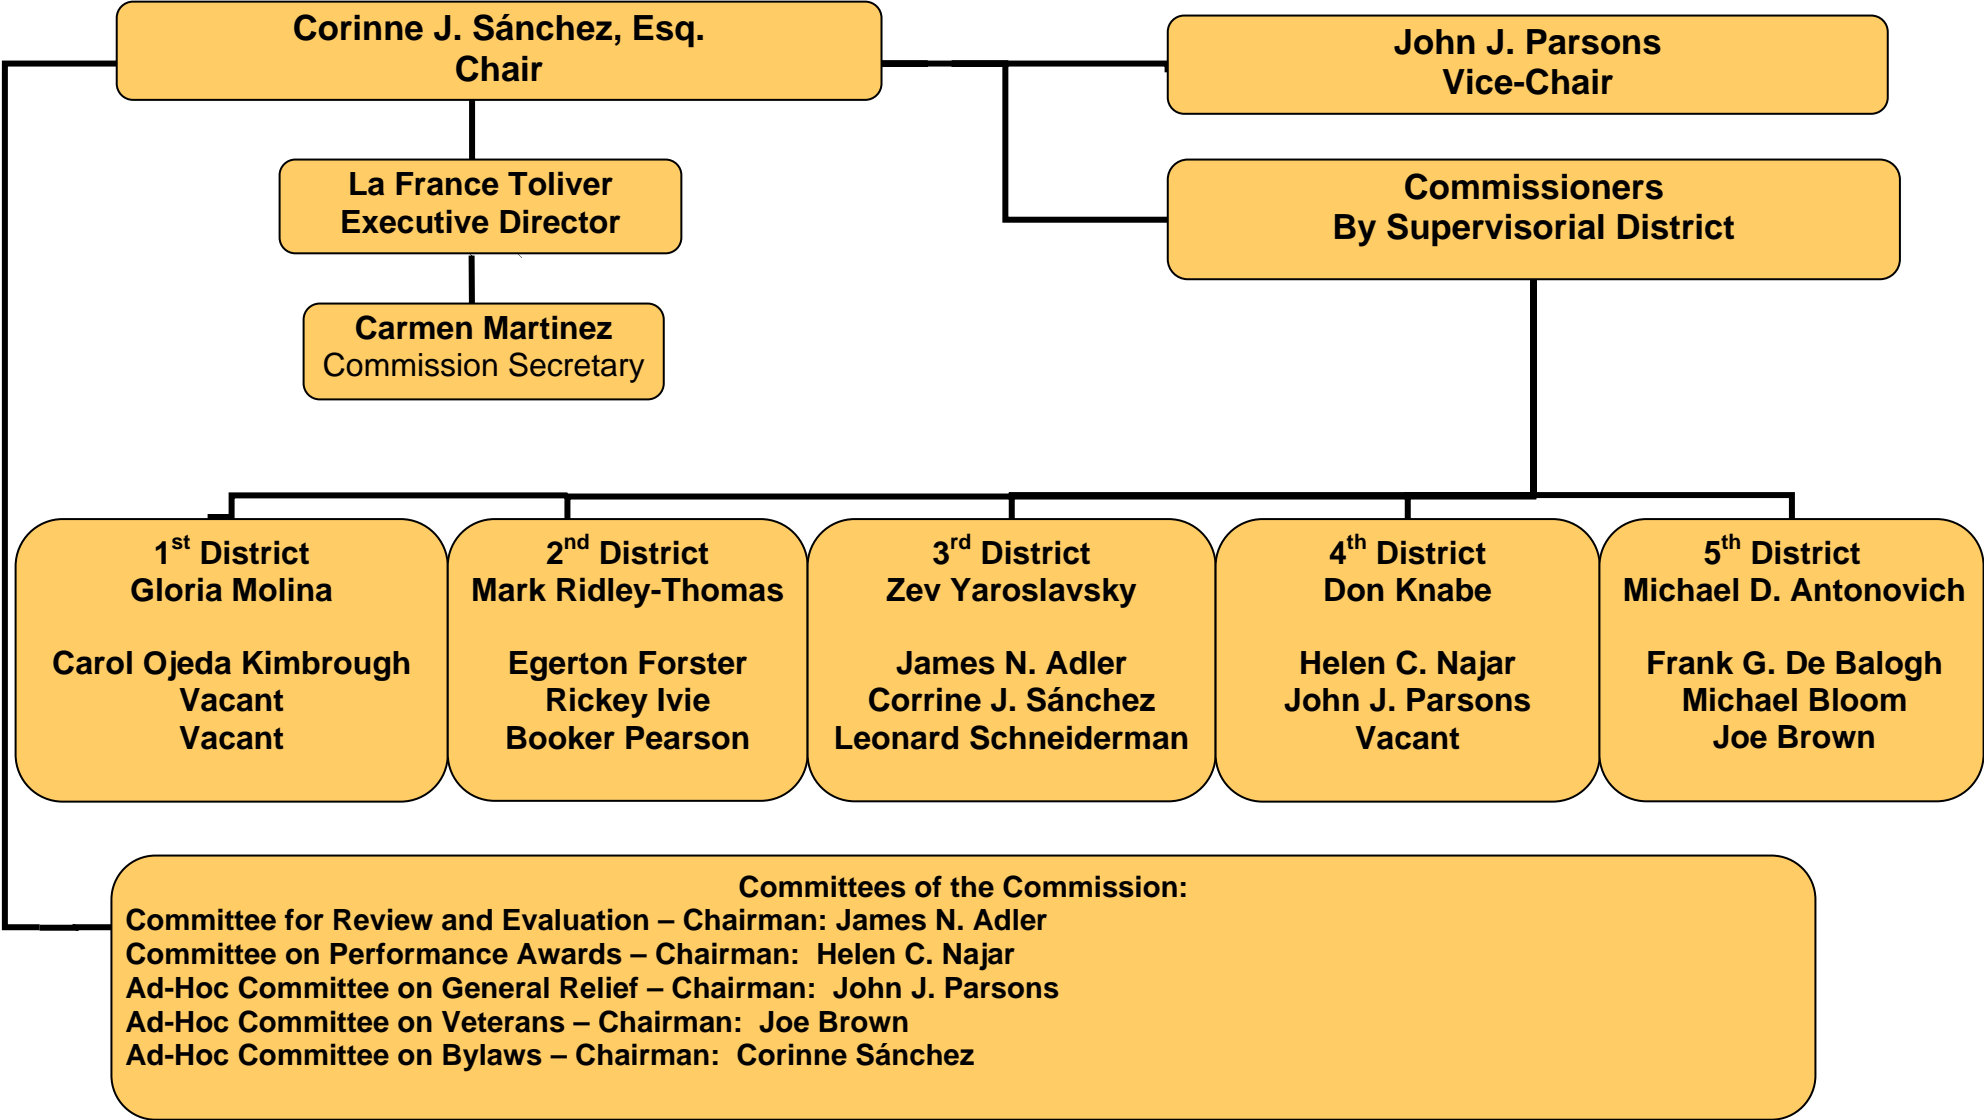 Corinne J. Sánchez, Esq.
Chair
John J. Parsons
Vice-Chair
La France Toliver
Executive Director
Commissioners
By Supervisorial District
Carmen Martinez
Commission Secretary
1st District
Gloria Molina
Carol Ojeda Kimbrough
Vacant
Vacant
2nd District
Mark Ridley-Thomas
Egerton Forster
Rickey Ivie
Booker Pearson
3rd District
Zev Yaroslavsky
James N. Adler
Corrine J. Sánchez
Leonard Schneiderman
4th District
Don Knabe
Helen C. Najar
John J. Parsons
Vacant
5th District
Michael D. Antonovich
Frank G. De Balogh
Michael Bloom
Joe Brown
Committees of the Commission:
Committee for Review and Evaluation – Chairman: James N. Adler
Committee on Performance Awards – Chairman:  Helen C. Najar
Ad-Hoc Committee on General Relief – Chairman:  John J. Parsons
Ad-Hoc Committee on Veterans – Chairman:  Joe Brown
Ad-Hoc Committee on Bylaws – Chairman:  Corinne Sánchez